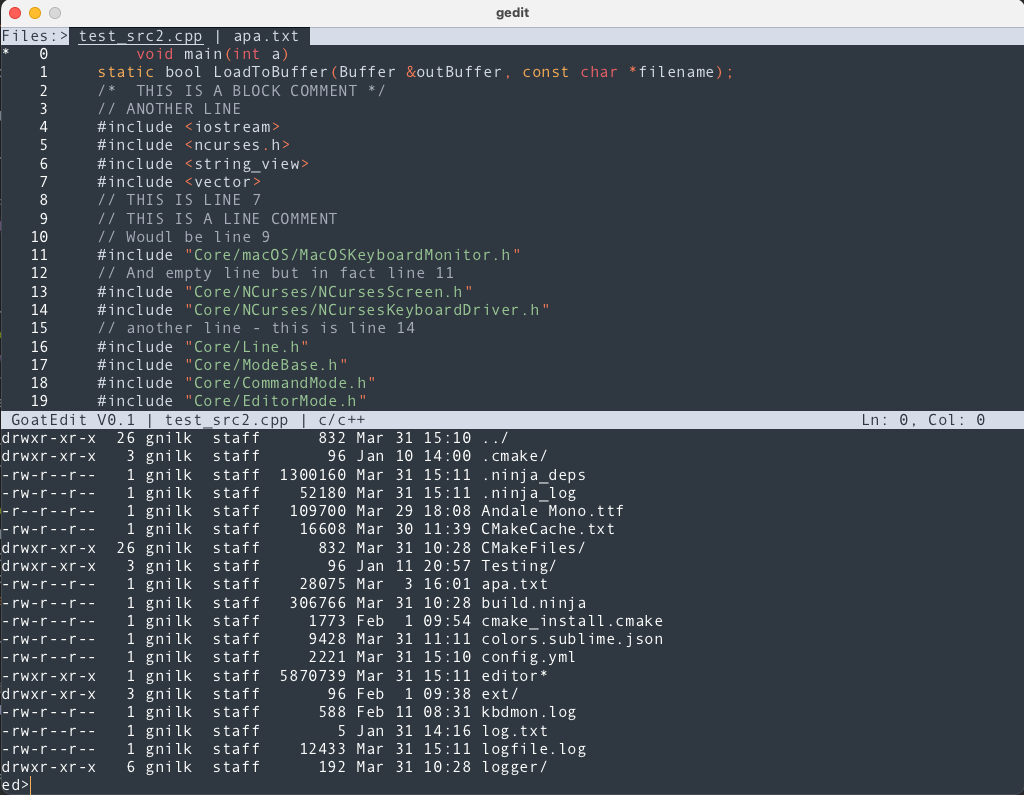 gedit
Files:> test_src2.cpp | apa.txt
*   0         void main(int a)
    1     static bool LoadToBuffer(Buffer &outBuffer, const char *filename);
    2     /*  THIS IS A BLOCK COMMENT */
    3     // ANOTHER LINE
    4     #include <iostream>
    5     #include <ncurses.h>
    6     #include <string_view>
    7     #include <vector>
    8     // THIS IS LINE 7
    9     // THIS IS A LINE COMMENT
   10     // Woudl be line 9
   11     #include "Core/macOS/MacOSKeyboardMonitor.h"
   12     // And empty line but in fact line 11
   13     #include "Core/NCurses/NCursesScreen.h"
   14     #include "Core/NCurses/NCursesKeyboardDriver.h"
   15     // another line - this is line 14
   16     #include "Core/Line.h"
   17     #include "Core/ModeBase.h"
   18     #include "Core/CommandMode.h"
   19     #include "Core/EditorMode.h"
GoatEdit V0.1 | test_src2.cpp | c/c++ Ln: 0, Col: 0
drwxr-xr-x  26 gnilk  staff      832 Mar 31 15:10 ../
drwxr-xr-x   3 gnilk  staff       96 Jan 10 14:00 .cmake/
-rw-r--r--   1 gnilk  staff  1300160 Mar 31 15:11 .ninja_deps
-rw-r--r--   1 gnilk  staff    52180 Mar 31 15:11 .ninja_log
-r--r--r--   1 gnilk  staff   109700 Mar 29 18:08 Andale Mono.ttf
-rw-r--r--   1 gnilk  staff    16608 Mar 30 11:39 CMakeCache.txt
drwxr-xr-x  26 gnilk  staff      832 Mar 31 10:28 CMakeFiles/
drwxr-xr-x   3 gnilk  staff       96 Jan 11 20:57 Testing/
-rw-r--r--   1 gnilk  staff    28075 Mar  3 16:01 apa.txt
-rw-r--r--   1 gnilk  staff   306766 Mar 31 10:28 build.ninja
-rw-r--r--   1 gnilk  staff     1773 Feb  1 09:54 cmake_install.cmake
-rw-r--r--   1 gnilk  staff     9428 Mar 31 11:11 colors.sublime.json
-rw-r--r--   1 gnilk  staff     2221 Mar 31 15:10 config.yml
-rwxr-xr-x   1 gnilk  staff  5870739 Mar 31 15:11 editor*
drwxr-xr-x   3 gnilk  staff       96 Feb  1 09:38 ext/
-rw-r--r--   1 gnilk  staff      588 Feb 11 08:31 kbdmon.log
-rw-r--r--   1 gnilk  staff        5 Jan 31 14:16 log.txt
-rw-r--r--   1 gnilk  staff    12433 Mar 31 15:11 logfile.log
drwxr-xr-x   6 gnilk  staff      192 Mar 31 10:28 logger/
ed>